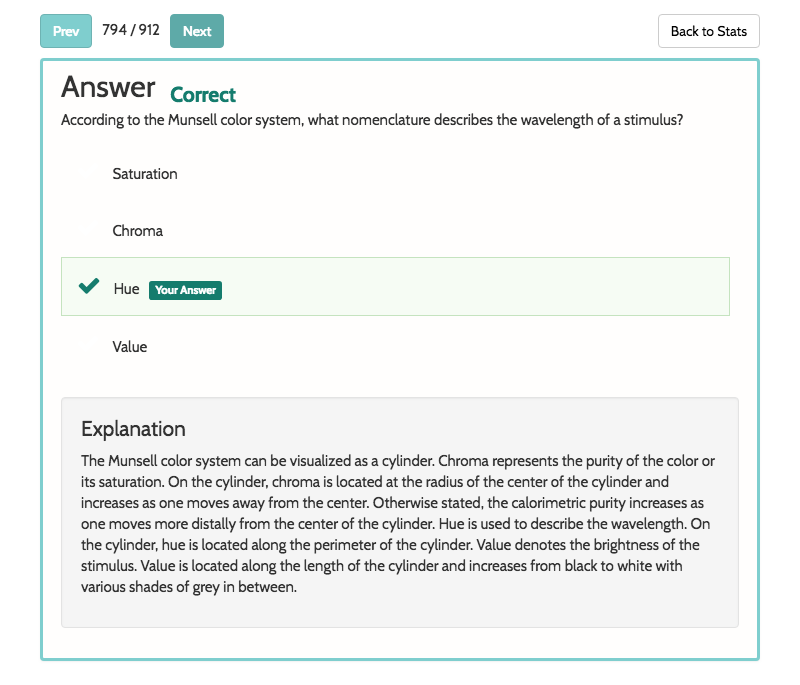 Prev 794 / 912 Next Back to Stats
Answer Correct
According to the Munsell color system, what nomenclature describes the wavelength of a stimulus?
Saturation
Chroma
Hue Your Answer
Value
Explanation
The Munsell color system can be visualized as a cylinder. Chroma represents the purity of the color or
its saturation. On the cylinder, chroma is located at the radius of the center of the cylinder and
increases as one moves away from the center. Otherwise stated, the calorimetric purity increases as
one moves more distally from the center of the cylinder. Hue is used to describe the wavelength. On
the cylinder, hue is located along the perimeter of the cylinder. Value denotes the brightness of the
stimulus. Value is located along the length of the cylinder and increases from black to white with
various shades of grey in between.